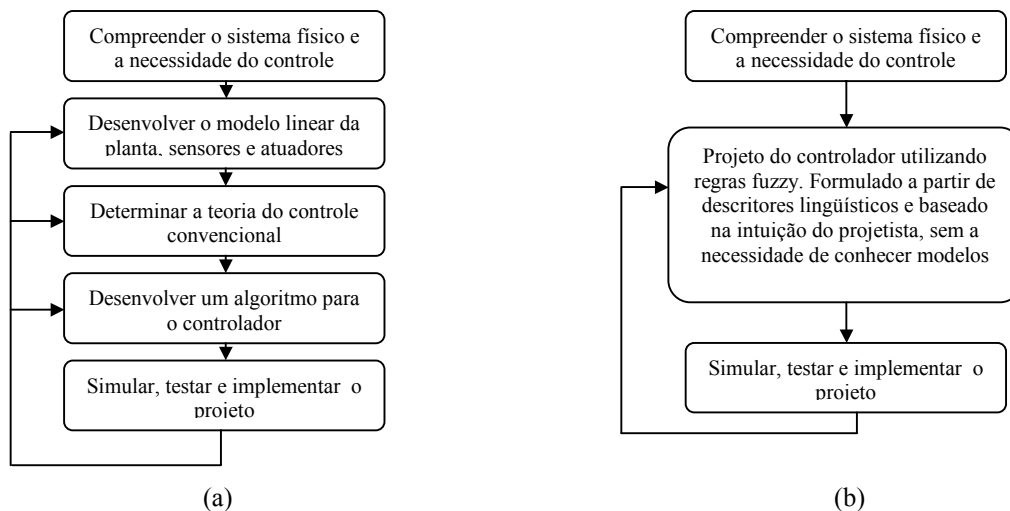 Compreender o sistema físico e
a necessidade do controle
Desenvolver o modelo linear da
planta, sensores e atuadores
Determinar a teoria do controle
convencional
Desenvolver um algoritmo para
o controlador
Simular, testar e implementar o
projeto
(a)
Compreender o sistema físico e
a necessidade do controle
Projeto do controlador utilizando
regras fuzzy. Formulado a partir de
descritores lingüísticos e baseado
na intuição do projetista, sem a
necessidade de conhecer modelos
Simular, testar e implementar o
projeto
(b)